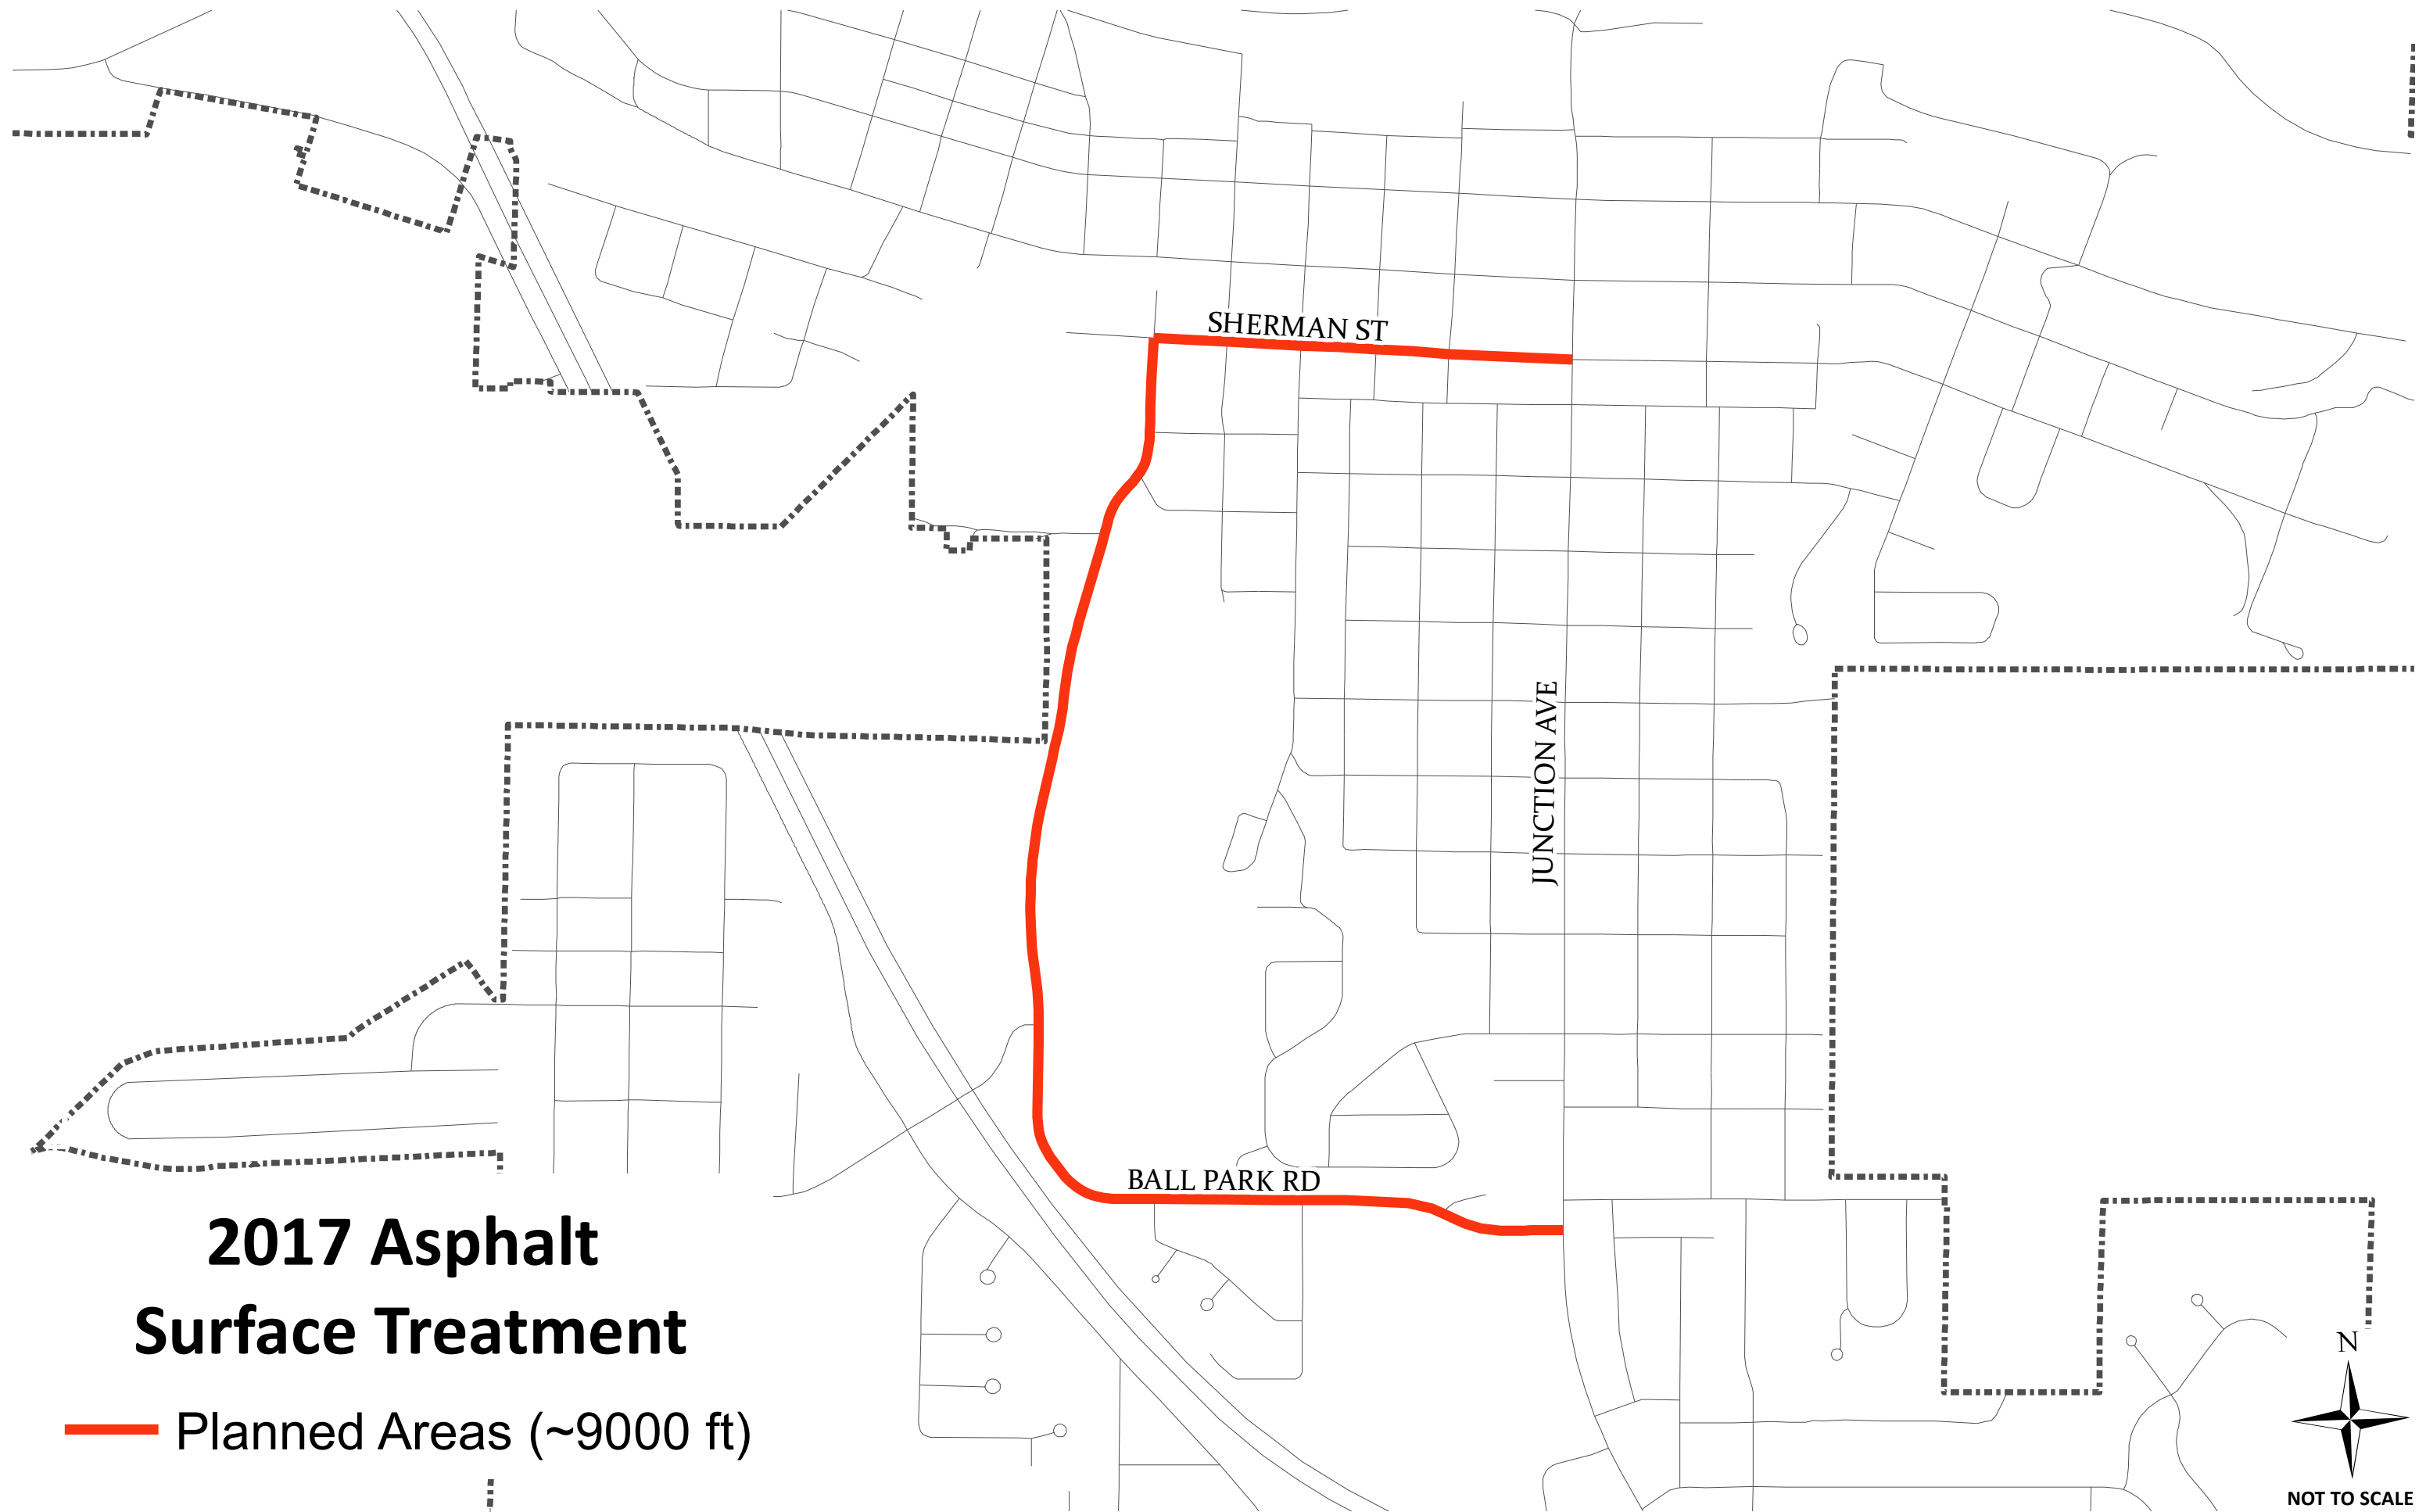 SHERMAN ST
JUNCTION AVE
BALL PARK RD
2017 Asphalt
Surface Treatment
Planned Areas (~9000 ft)
N
NOT TO SCALE